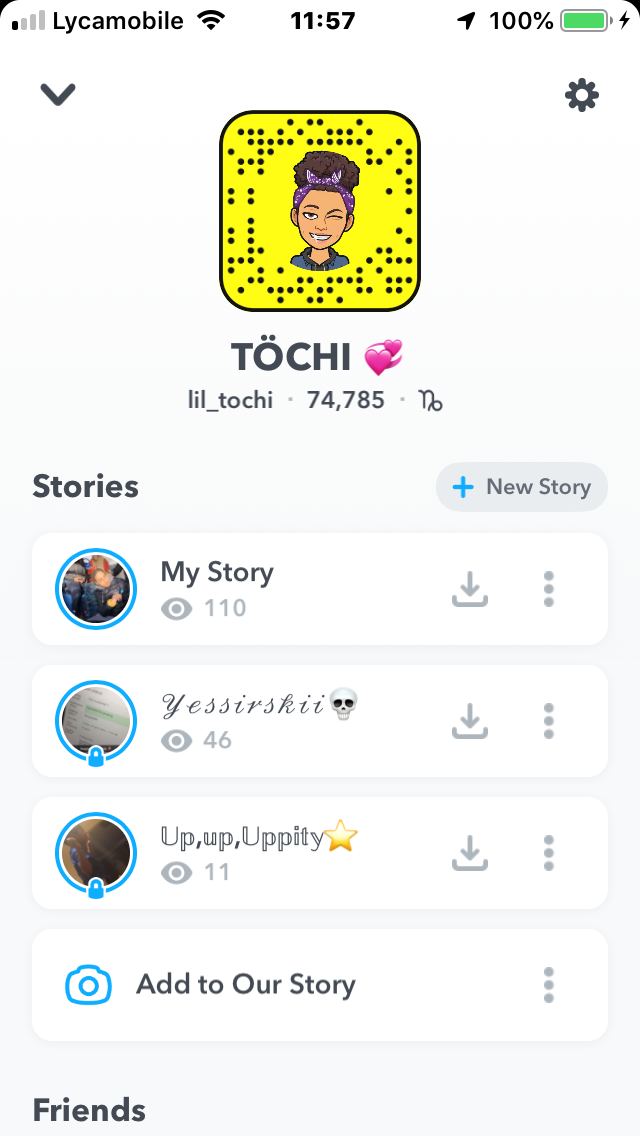 Lycamobile 11:57 100%
TÖCHI 💞
lil_tochi · 74,785 · ♑︎
Stories
+ New Story
My Story
110
𝒴𝑒𝓈𝓈𝒾𝓇𝓈𝓀𝒾𝒾💀
46
𝕌𝕡,𝕦𝕡,𝕌𝕡𝕡𝕚𝕥𝕪⭐
11
Add to Our Story
Friends